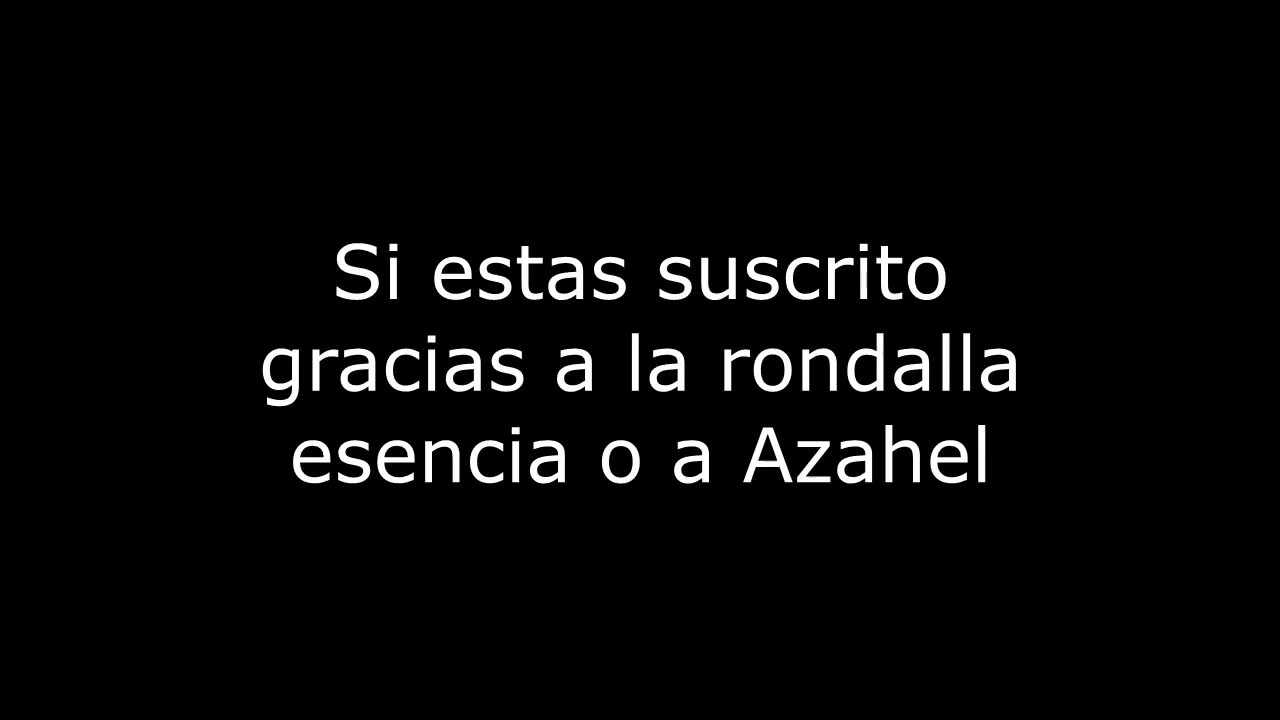 Si estas suscrito
gracias a la rondalla
esencia o a Azahel